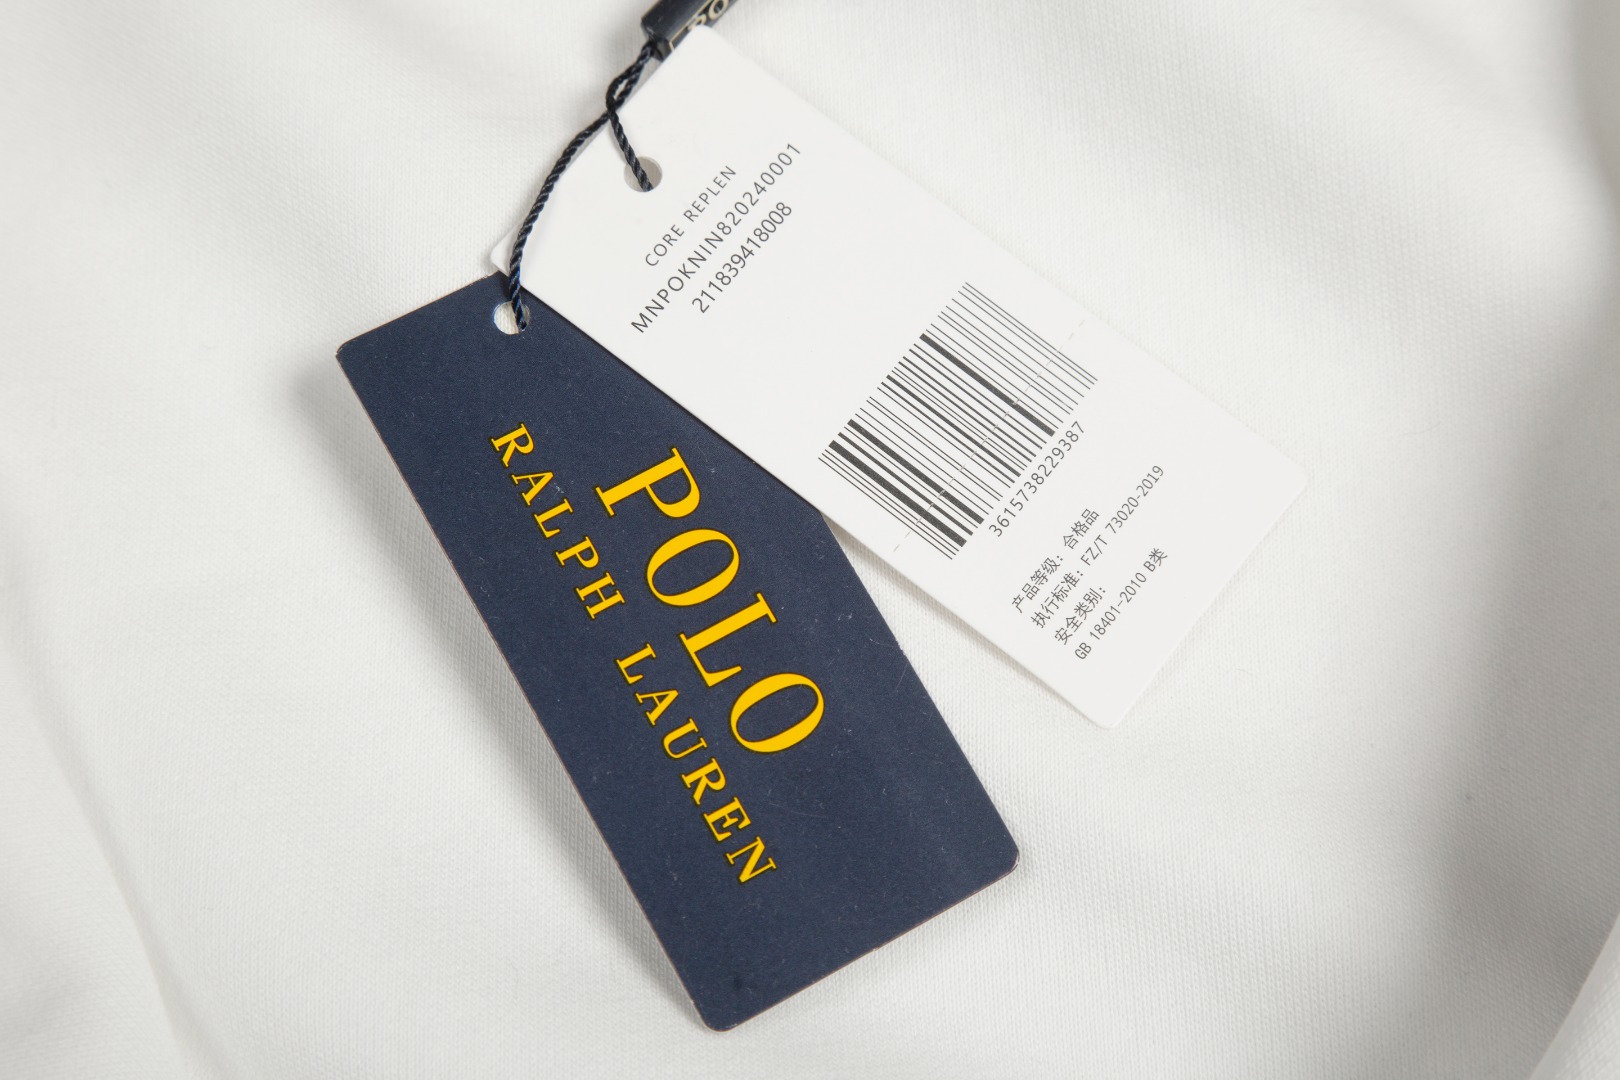 POLO
RALPH LAUREN
CORE REPLEN
MNPOKNIN820240001
211839418008
3615738229387
产品等级: 合格品
执行标准: FZ/T 73020-2019
安全类别:
GB 18401-2010 B类